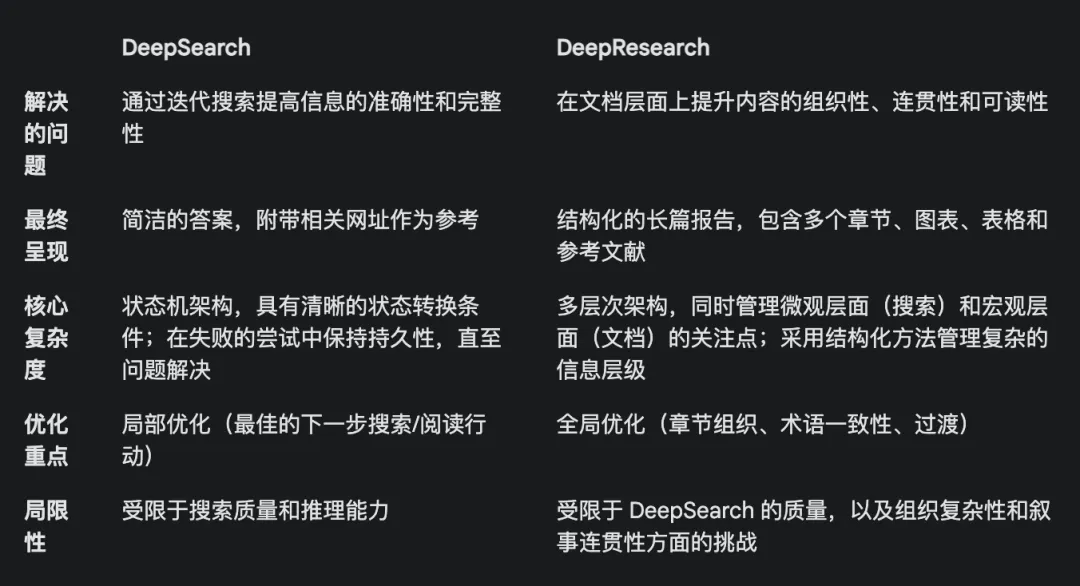 DeepSearch
DeepResearch
解决的问题
通过迭代搜索提高信息的准确性和完整性
在文档层面上提升内容的组织性、连贯性和可读性
最终呈现
简洁的答案，附带相关网址作为参考
结构化的长篇报告，包含多个章节、图表、表格和参考文献
核心复杂度
状态机架构，具有清晰的状态转换条件；在失败的尝试中保持持久性，直至问题解决
多层次架构，同时管理微观层面（搜索）和宏观层面（文档）的关注点；采用结构化方法管理复杂的信息层级
优化重点
局部优化（最佳的下一步搜索/阅读行动）
全局优化（章节组织、术语一致性、过渡）
局限性
受限于搜索质量和推理能力
受限于 DeepSearch 的质量，以及组织复杂性和叙事连贯性方面的挑战